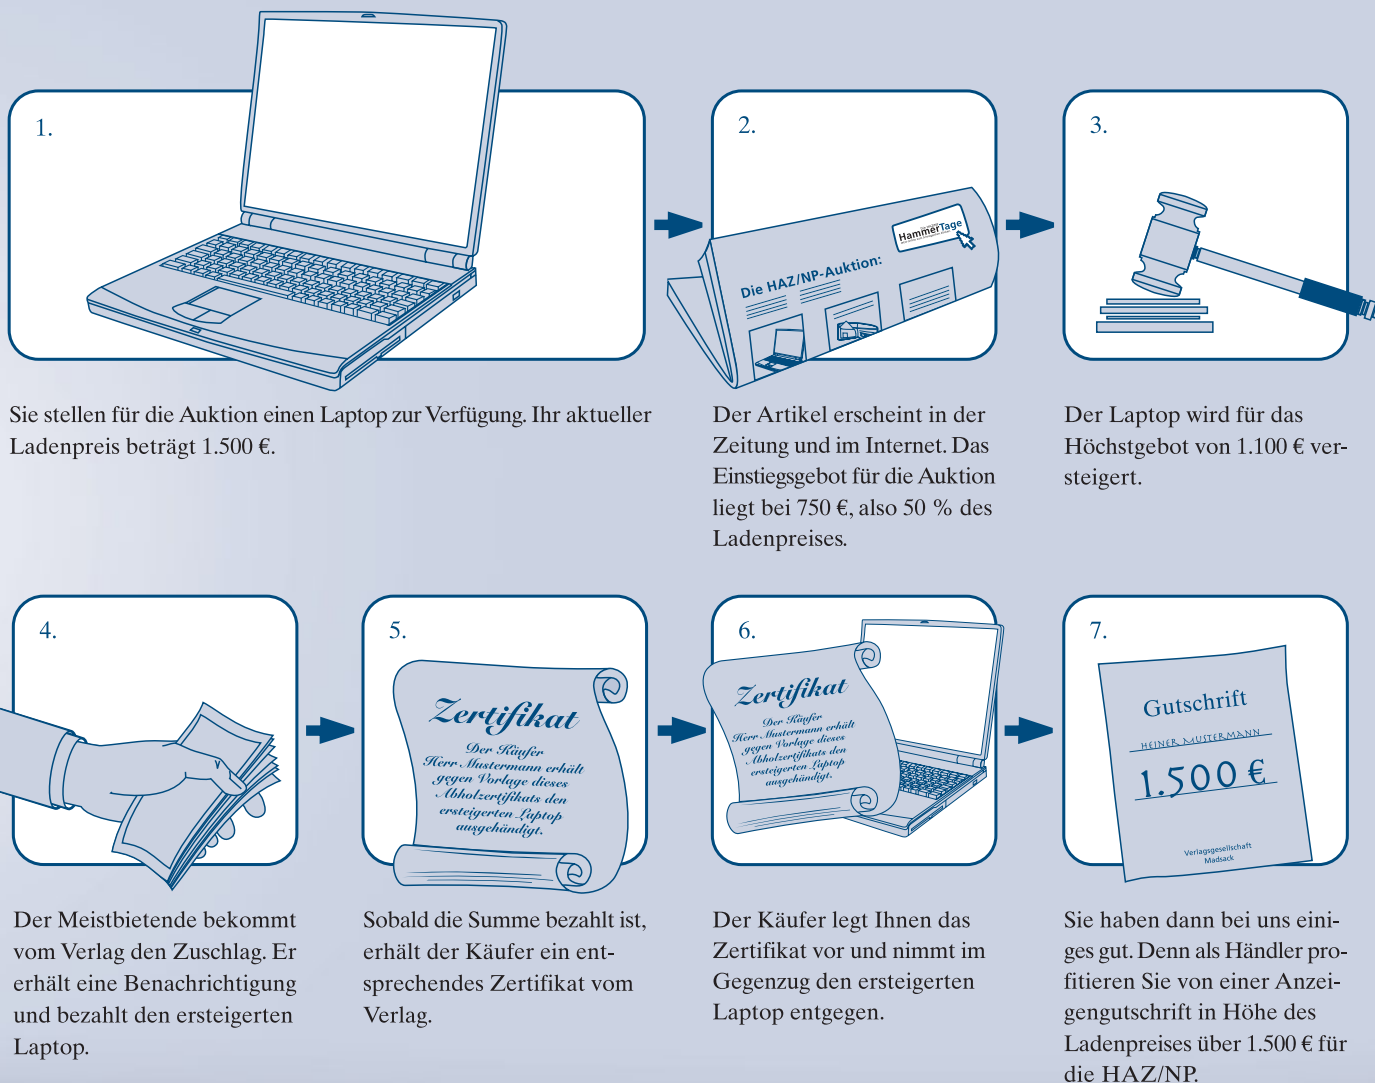 1.
Sie stellen für die Auktion einen Laptop zur Verfügung. Ihr aktueller
Ladenpreis beträgt 1.500 €.
2.
HammerTage
Die HAZ/NP-Auktion:
Der Artikel erscheint in der
Zeitung und im Internet. Das
Einstiegsgebot für die Auktion
liegt bei 750 €, also 50 % des
Ladenpreises.
3.
Der Laptop wird für das
Höchstgebot von 1.100 € ver-
steigert.
4.
Der Meistbietende bekommt
vom Verlag den Zuschlag. Er
erhält eine Benachrichtigung
und bezahlt den ersteigerten
Laptop.
5.
Zertifikat
Der Käufer
Herr Mustermann erhält
gegen Vorlage dieses
Abholzertifikats den
ersteigerten Laptop
ausgehändigt.
Sobald die Summe bezahlt ist,
erhält der Käufer ein ent-
sprechendes Zertifikat vom
Verlag.
6.
Zertifikat
Der Käufer
Herr Mustermann erhält
gegen Vorlage dieses
Abholzertifikats den
ersteigerten Laptop
ausgehändigt.
Der Käufer legt Ihnen das
Zertifikat vor und nimmt im
Gegenzug den ersteigerten
Laptop entgegen.
7.
Gutschrift
HEINER MUSTERMANN
1.500 €
Verlagsgesellschaft
Madsack
Sie haben dann bei uns eini-
ges gut. Denn als Händler pro-
fitieren Sie von einer Anzei-
gengutschrift in Höhe des
Ladenpreises über 1.500 € für
die HAZ/NP.